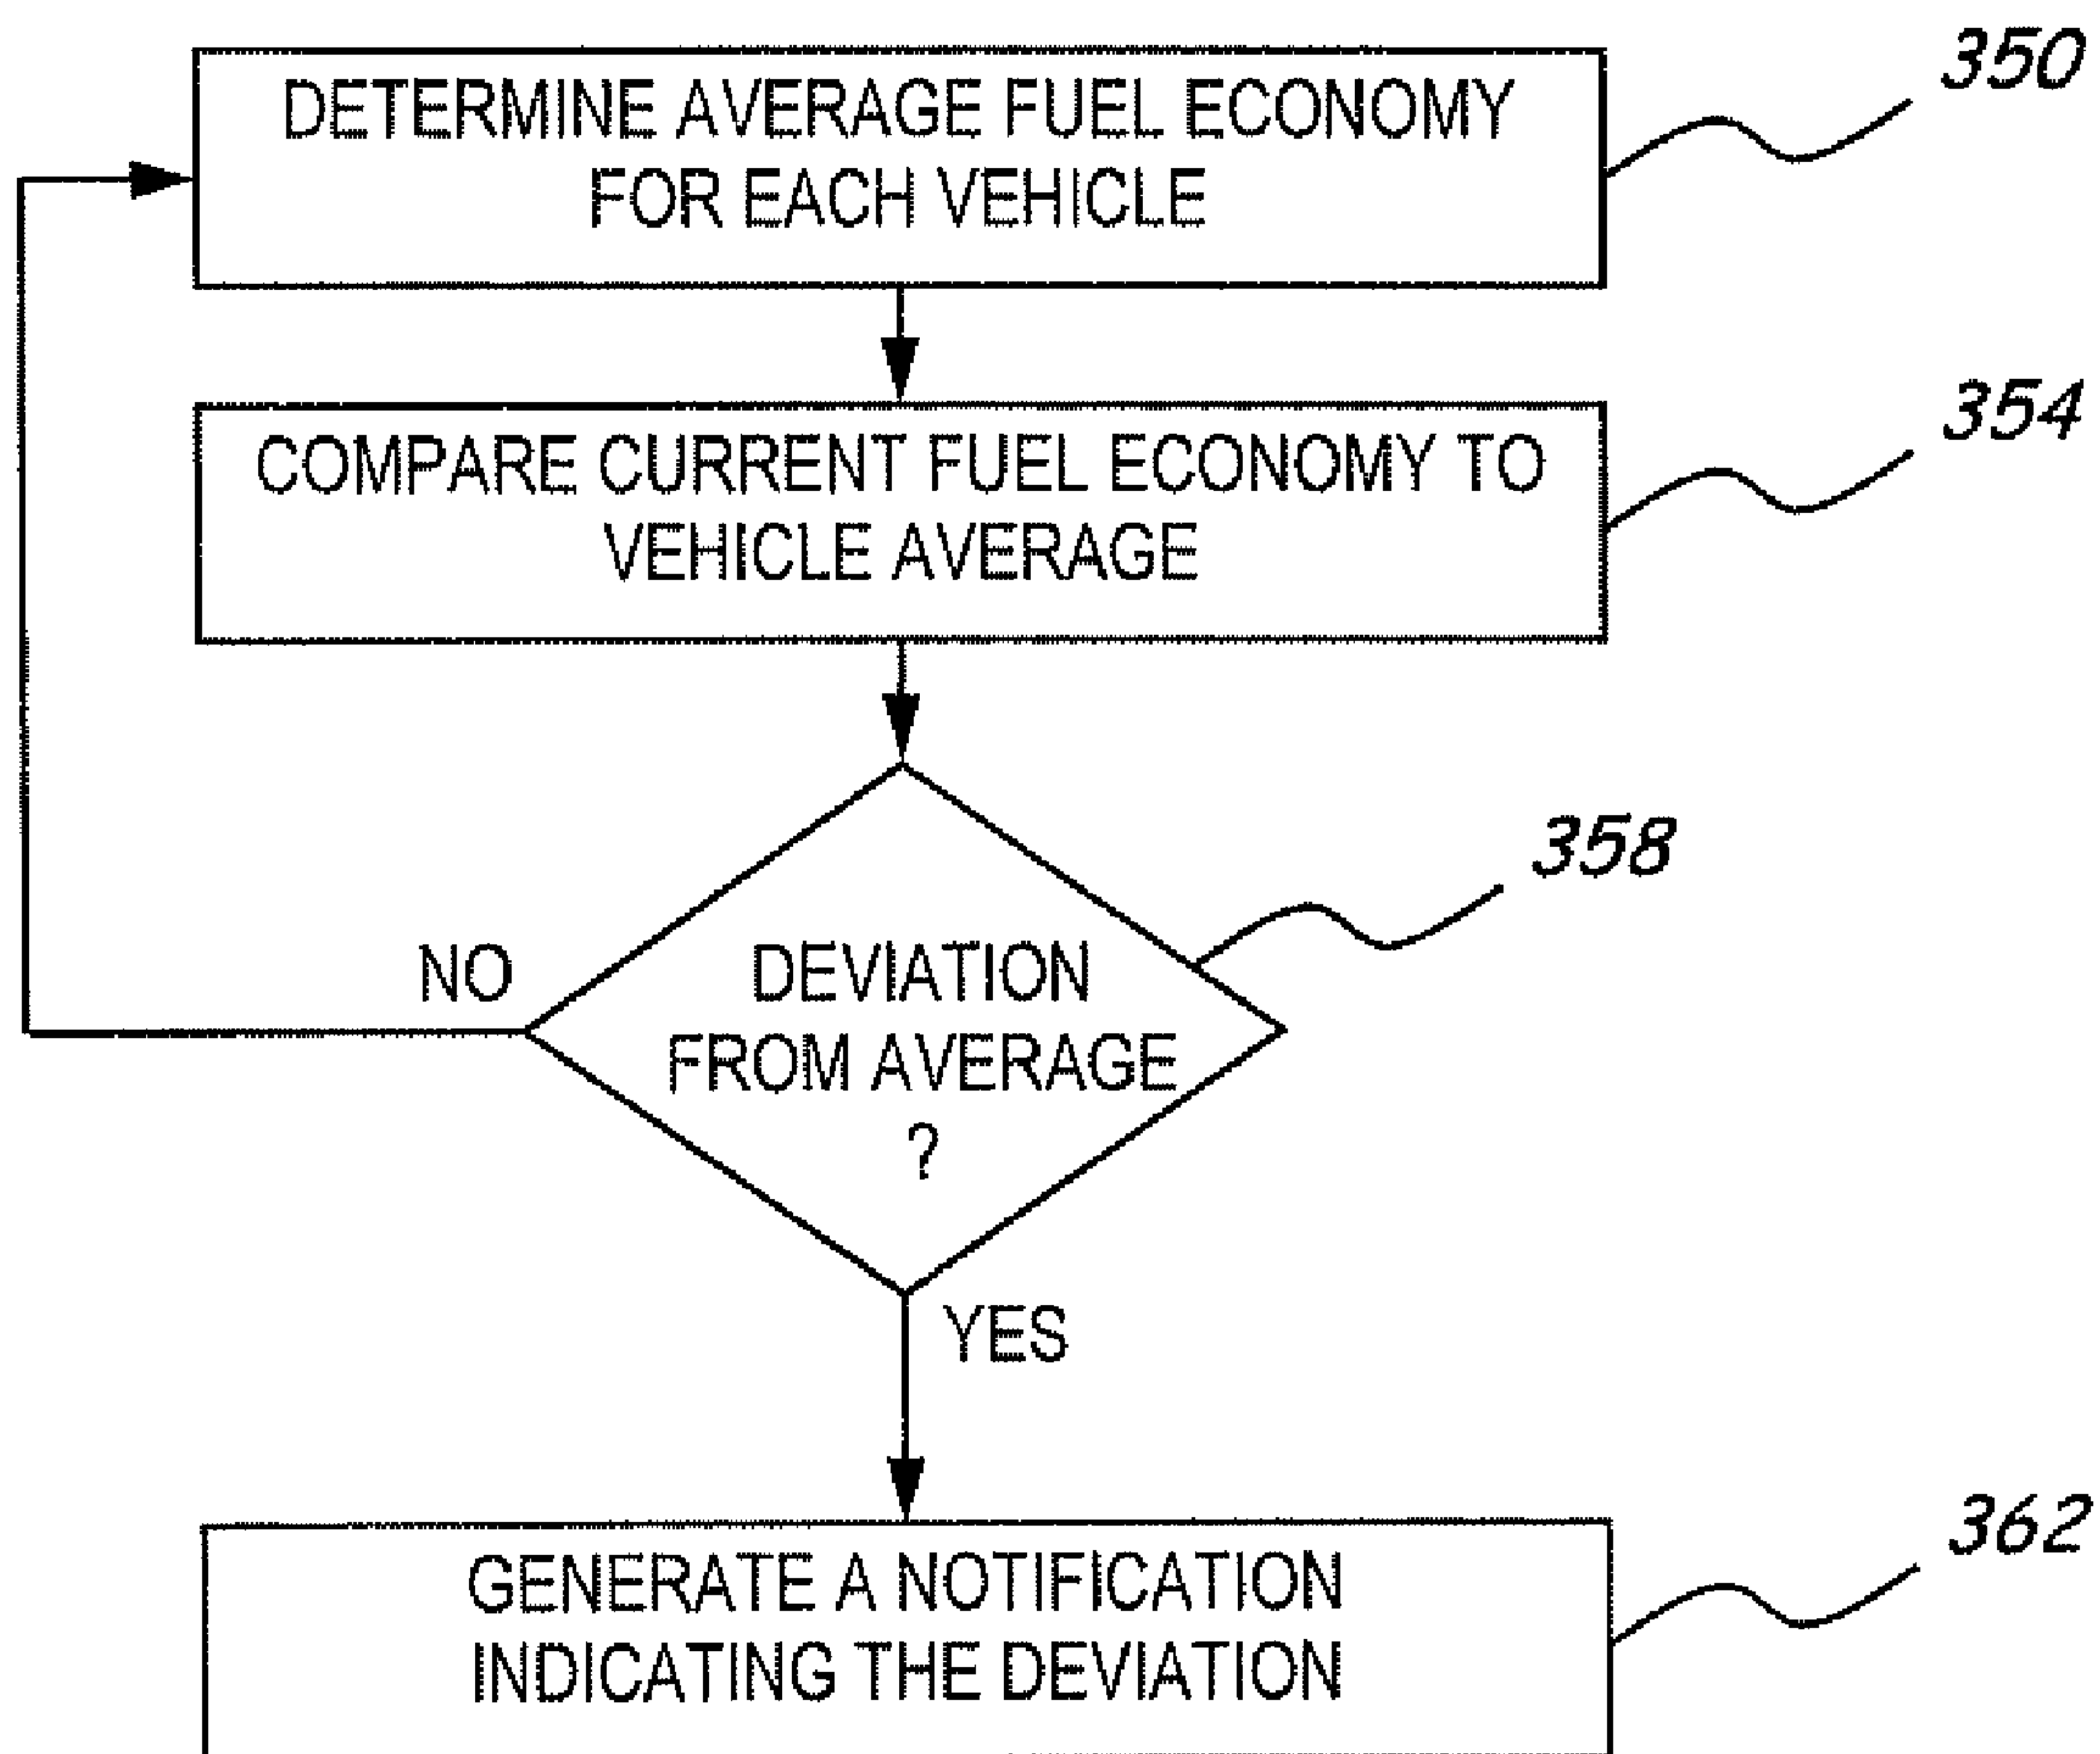 350
DETERMINE AVERAGE FUEL ECONOMY
FOR EACH VEHICLE
354
COMPARE CURRENT FUEL ECONOMY TO
VEHICLE AVERAGE
358
NO
DEVIATION
FROM AVERAGE
?
YES
362
GENERATE A NOTIFICATION
INDICATING THE DEVIATION